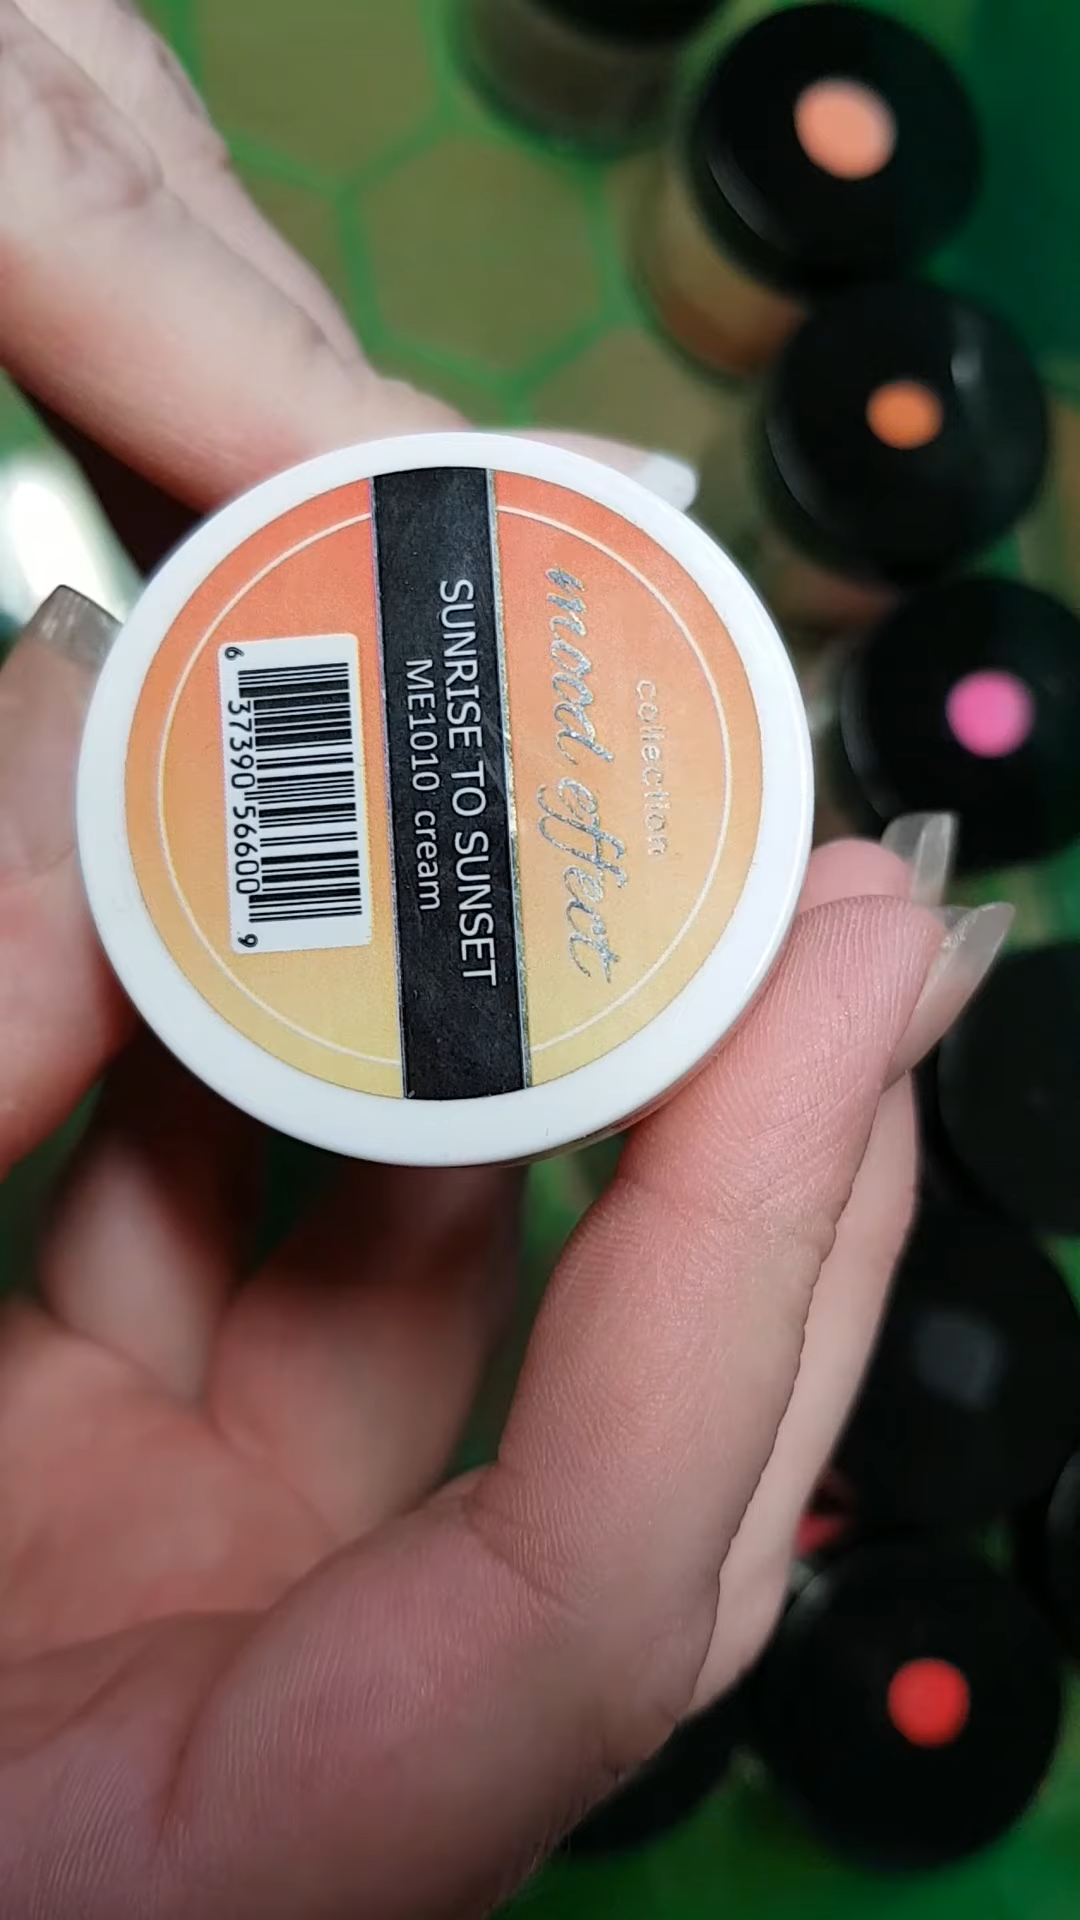 collection
mood effect
SUNRISE TO SUNSET
ME1010 cream
6 37390 56600 9